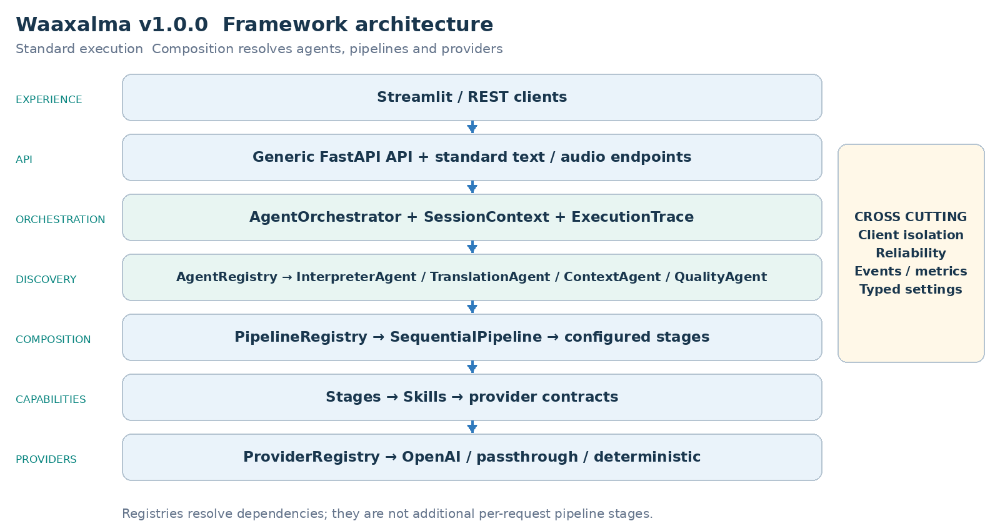 Waaxalma v1.0.0  Framework architecture
Standard execution  Composition resolves agents, pipelines and providers
EXPERIENCE
Streamlit / REST clients
API
Generic FastAPI API + standard text / audio endpoints
ORCHESTRATION
AgentOrchestrator + SessionContext + ExecutionTrace
DISCOVERY
AgentRegistry → InterpreterAgent / TranslationAgent / ContextAgent / QualityAgent
COMPOSITION
PipelineRegistry → SequentialPipeline → configured stages
CAPABILITIES
Stages → Skills → provider contracts
PROVIDERS
ProviderRegistry → OpenAI / passthrough / deterministic
CROSS CUTTING
Client isolation
Reliability
Events / metrics
Typed settings
Registries resolve dependencies; they are not additional per-request pipeline stages.